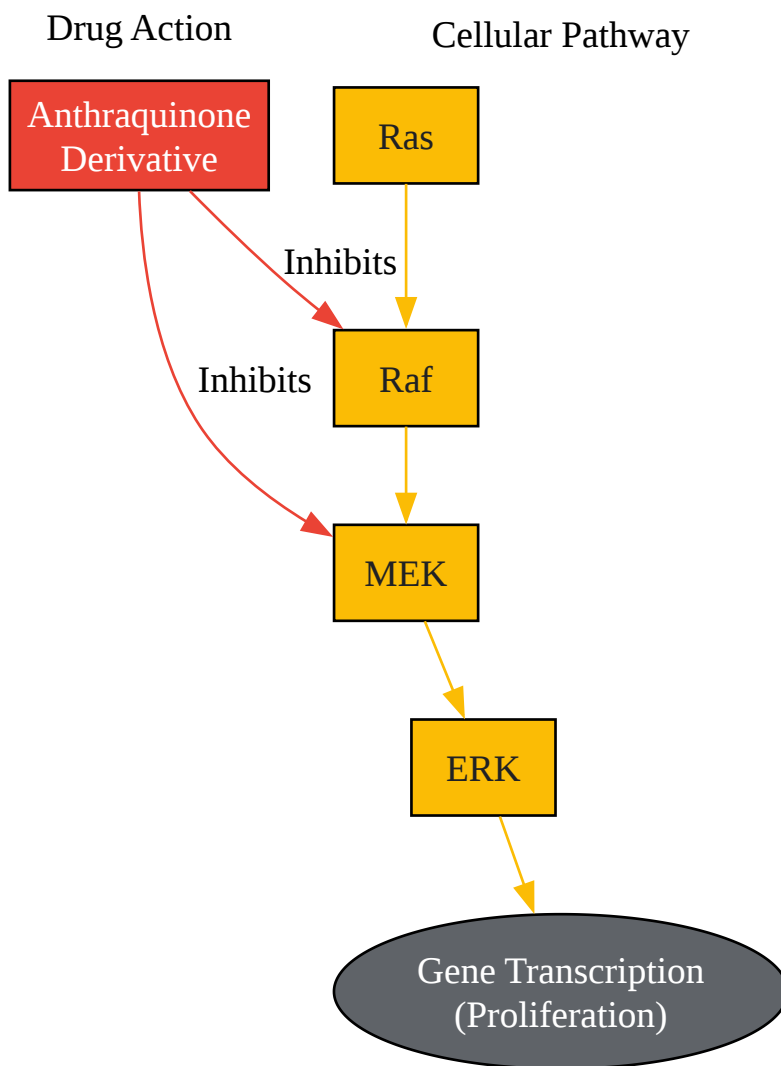 Drug Action
Cellular Pathway
Anthraquinone
Derivative
Ras
Inhibits
Raf
Inhibits
MEK
ERK
Gene Transcription
(Proliferation)